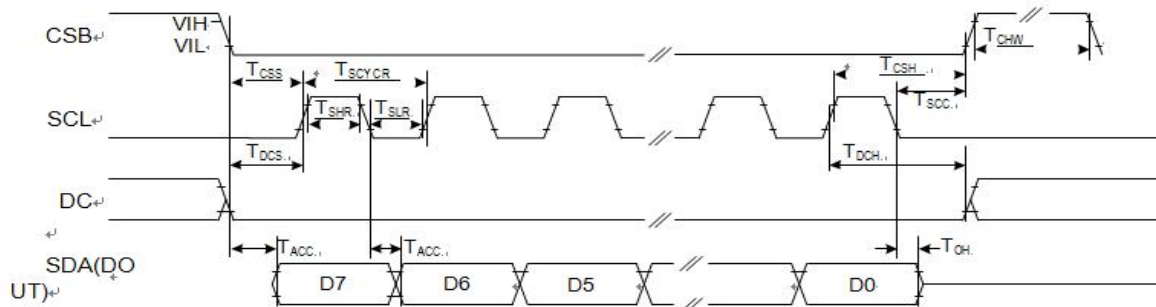 CSB
VIH
VIL
TCHW
TCSS
TSCYCR
TCSH
TSHR
TSLR
TSCC
SCL
TDCS
TDCH
DC
TACC
TACC
TOH
SDA(DO
UT)
D7
D6
D5
D0